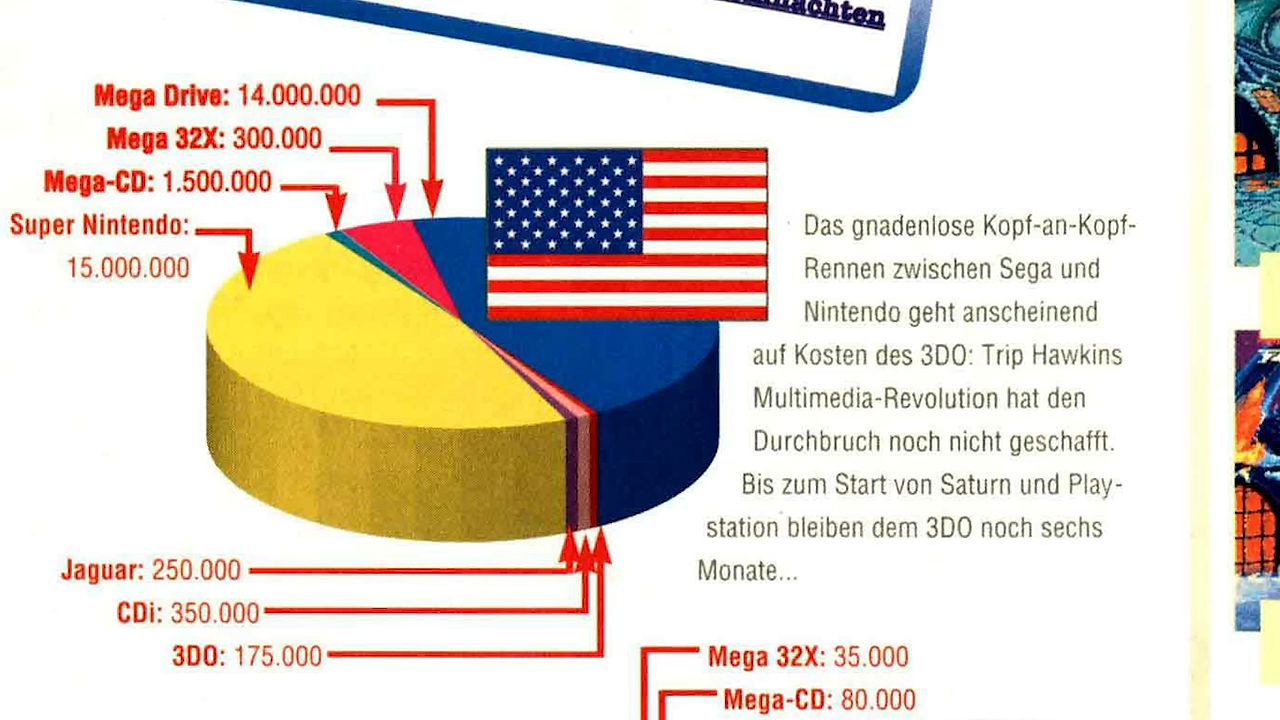 Mega Drive: 14.000.000
Mega 32X: 300.000
Mega-CD: 1.500.000
Super Nintendo:
15.000.000
Das gnadenlose Kopf-an-Kopf-
Rennen zwischen Sega und
Nintendo geht anscheinend
auf Kosten des 3DO: Trip Hawkins
Multimedia-Revolution hat den
Durchbruch noch nicht geschafft.
Bis zum Start von Saturn und Play-
station bleiben dem 3DO noch sechs
Monate...
Jaguar: 250.000
CDi: 350.000
3DO: 175.000
Mega 32X: 35.000
Mega-CD: 80.000